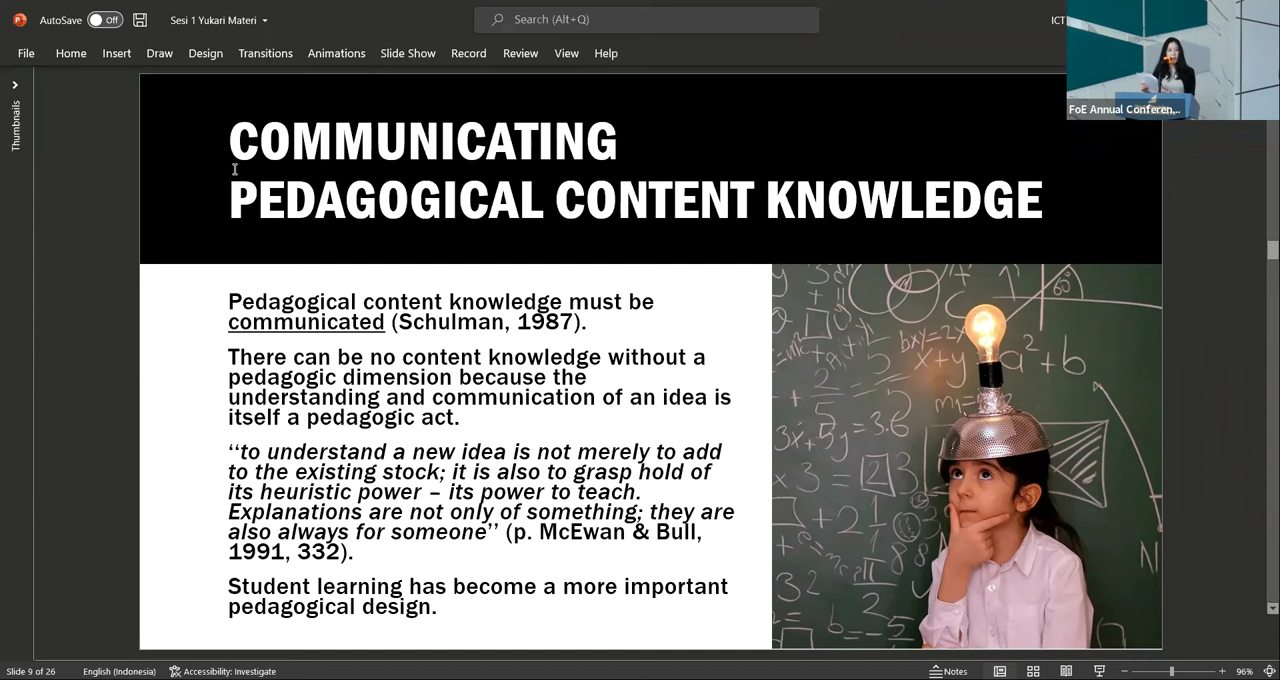 AutoSave Off Sesi 1 Yukari Materi Search (Alt+Q) ICT
File Home Insert Draw Design Transitions Animations Slide Show Record Review View Help
FoE Annual Conferen...
Thumbnails
COMMUNICATING
PEDAGOGICAL CONTENT KNOWLEDGE
Pedagogical content knowledge must be
communicated (Schulman, 1987).
There can be no content knowledge without a
pedagogic dimension because the
understanding and communication of an idea is
itself a pedagogic act.
‘‘to understand a new idea is not merely to add
to the existing stock; it is also to grasp hold of
its heuristic power – its power to teach.
Explanations are not only of something; they are
also always for someone’’ (p. McEwan & Bull,
1991, 332).
Student learning has become a more important
pedagogical design.
60°
x+y
a²+b
Slide 9 of 26 English (Indonesia) Accessibility: Investigate Notes 96%